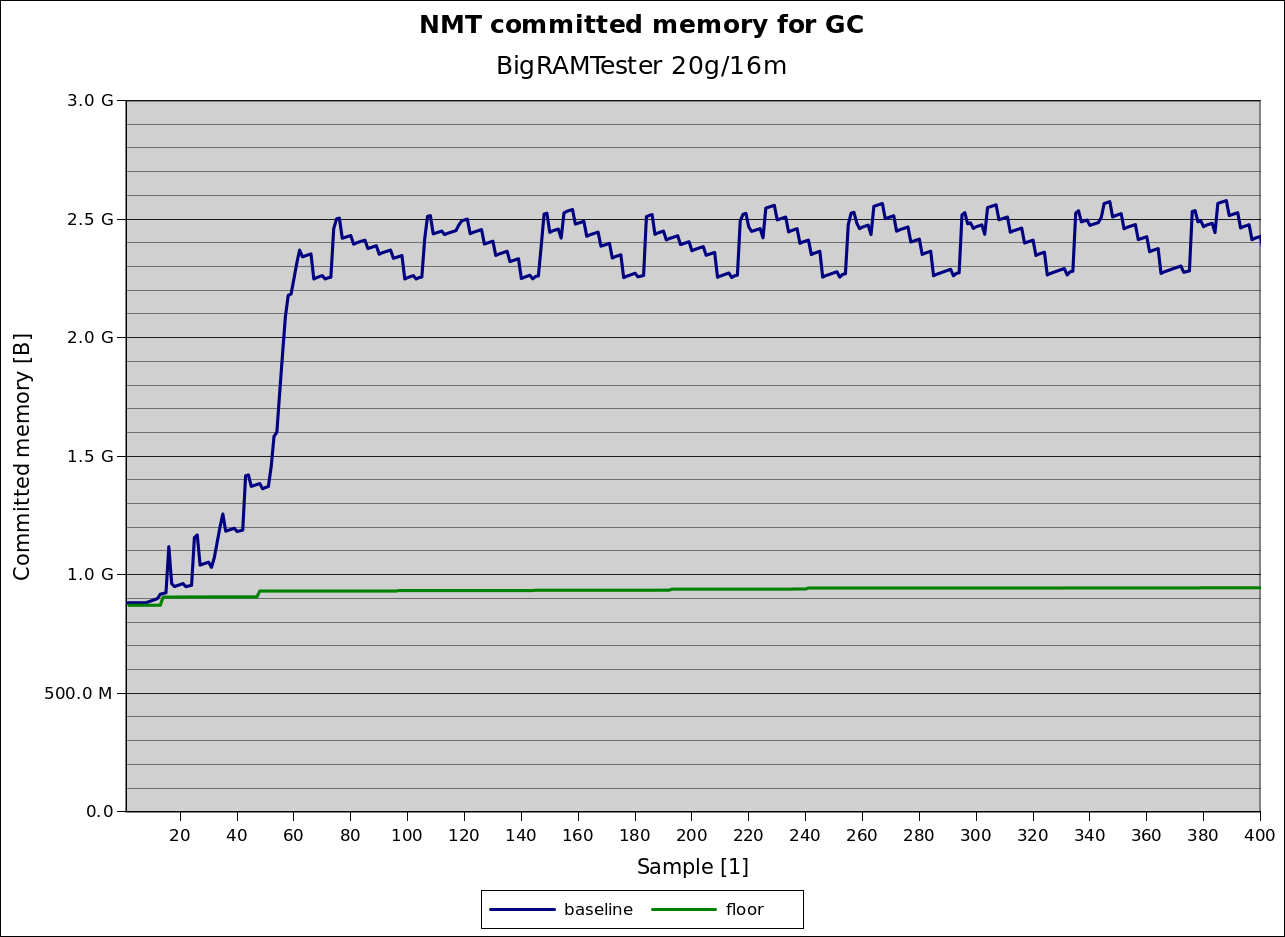 NMT committed memory for GC
BigRAMTester 20g/16m
Committed memory [B]
3.0 G
2.5 G
2.0 G
1.5 G
1.0 G
500.0 M
0.0
20 40 60 80 100 120 140 160 180 200 220 240 260 280 300 320 340 360 380 400
Sample [1]
baseline floor